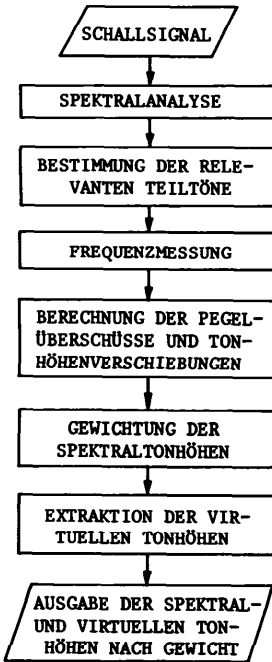 SCHALLSIGNAL
SPEKTRALANALYSE
BESTIMMUNG DER RELE-
VANTEN TEILTÖNE
FREQUENZMESSUNG
BERECHNUNG DER PEGEL-
ÜBERSCHÜSSE UND TON-
HÖHENVERSCHIEBUNGEN
GEWICHTUNG DER
SPEKTRALTONHÖHEN
EXTRAKTION DER VIR-
TUELLEN TONHÖHEN
AUSGABE DER SPEKTRAL-
UND VIRTUELLEN TON-
HÖHEN NACH GEWICHT